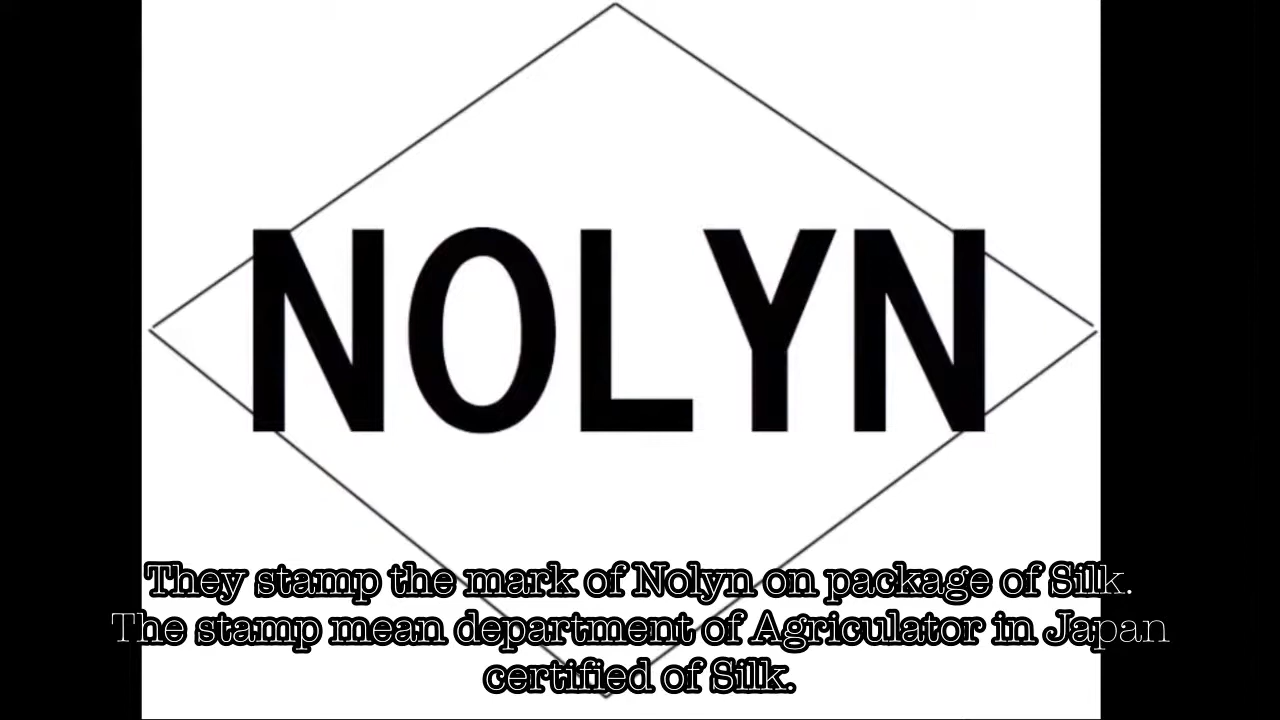 NOLYN
They stamp the mark of Nolyn on package of Silk.
The stamp mean department of Agriculator in Japan
certified of Silk.